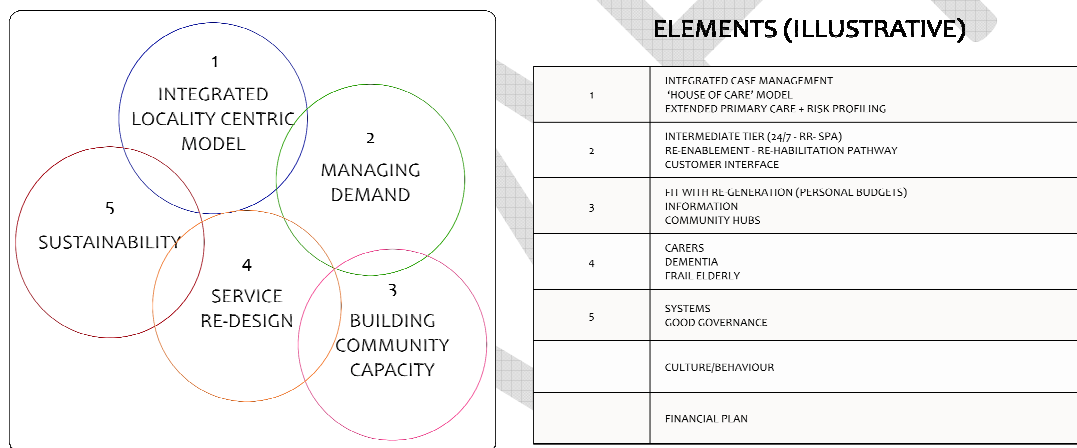 1
INTEGRATED
LOCALITY CENTRIC
MODEL
2
MANAGING
DEMAND
5
SUSTAINABILITY
4
SERVICE
RE-DESIGN
3
BUILDING
COMMUNITY
CAPACITY
ELEMENTS (ILLUSTRATIVE)
1
INTEGRATED CASE MANAGEMENT
‘HOUSE OF CARE’ MODEL
EXTENDED PRIMARY CARE + RISK PROFILING
2
INTERMEDIATE TIER (24/7 - RR- SPA)
RE-ENABLEMENT - RE-HABILITATION PATHWAY
CUSTOMER INTERFACE
3
FIT WITH RE-GENERATION (PERSONAL BUDGETS)
INFORMATION
COMMUNITY HUBS
4
CARERS
DEMENTIA
FRAIL ELDERLY
5
SYSTEMS
GOOD GOVERNANCE
CULTURE/BEHAVIOUR
FINANCIAL PLAN